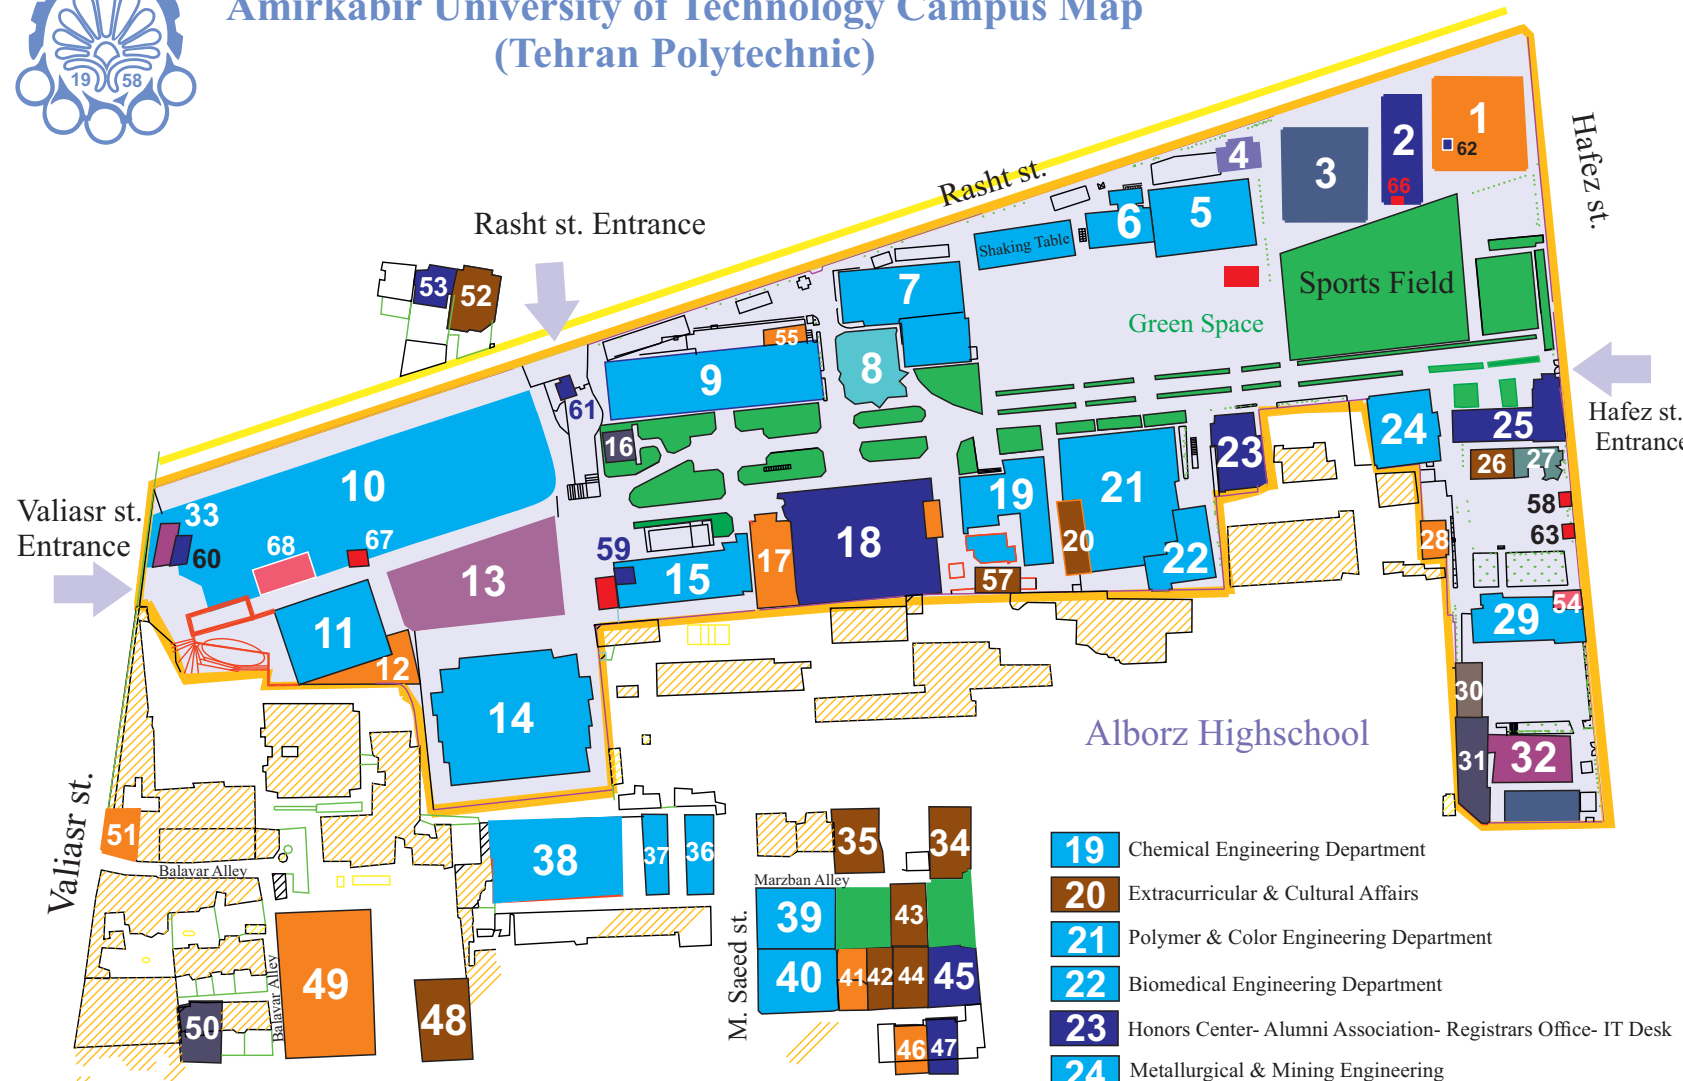 Amirkabir University of Technology Campus Map
(Tehran Polytechnic)
19 58
Rasht st.
Rasht st. Entrance
Hafez st.
Hafez st.
Entrance
Valiasr st.
Entrance
Valiasr st.
Shaking Table
Sports Field
Green Space
Alborz Highschool
Balavar Alley
Balavar Alley
Marzban Alley
M. Saeed st.
1
2
62
66
3
4
5
6
7
8
9
55
53
52
61
16
10
33
60
68
67
13
59
15
17
18
19
57
20
21
22
23
24
25
26
27
58
63
28
29
54
30
31
32
11
12
14
51
38
37
36
35
34
39
43
40
41
42
44
45
46
47
48
49
50
19 Chemical Engineering Department
20 Extracurricular & Cultural Affairs
21 Polymer & Color Engineering Department
22 Biomedical Engineering Department
23 Honors Center- Alumni Association- Registrars Office- IT Desk
24 Metallurgical & Mining Engineering